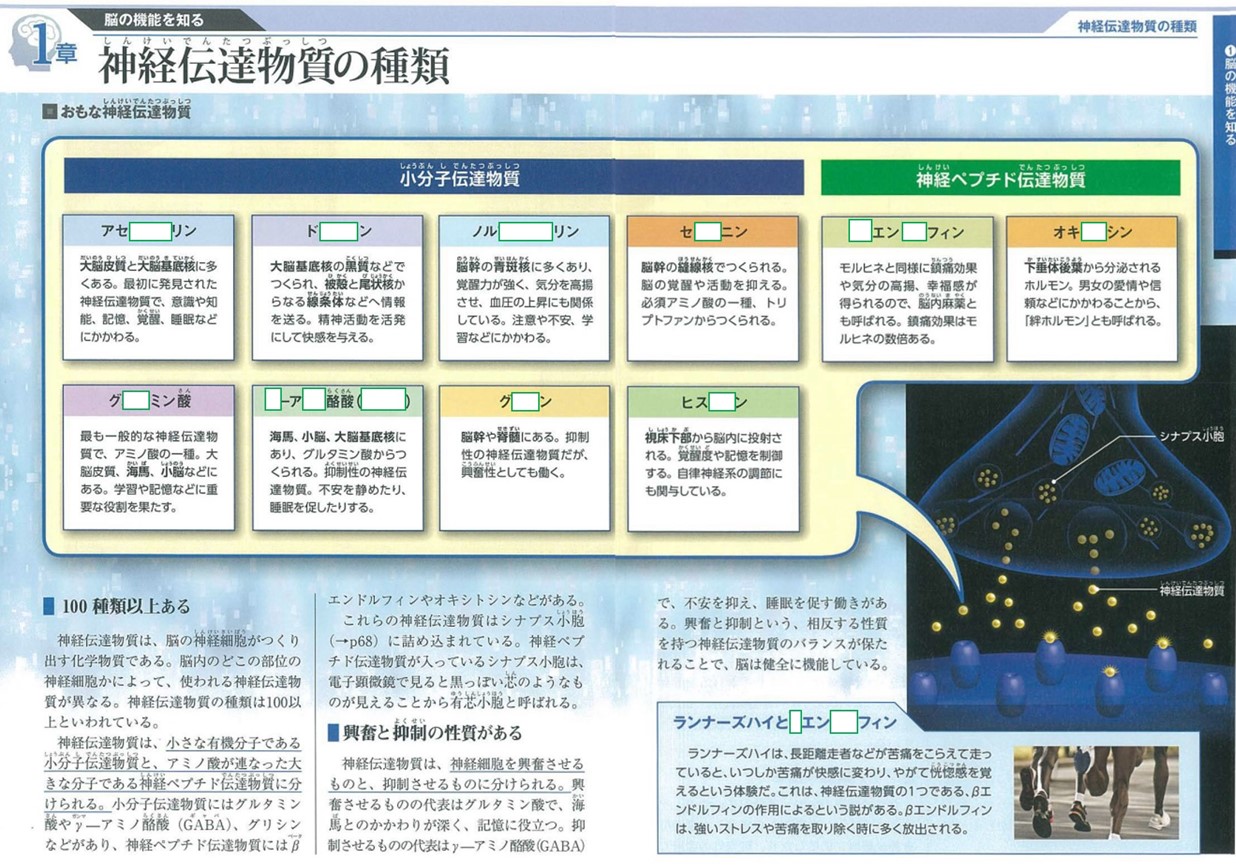 1章
脳の機能を知る
しんけいでんたつぶっしつ
神経伝達物質の種類
神経伝達物質の種類
❶脳の機能を知る
■おもな神経伝達物質
小分子伝達物質
神経ペプチド伝達物質
アセ リン
大脳皮質と大脳基底核に多
くある。最初に発見された
神経伝達物質で、意識や知
能、記憶、覚醒、睡眠など
にかかわる。
ド ン
大脳基底核の黒質などで
つくられ、被殻と尾状核か
らなる線条体などへ情報
を送る。精神活動を活発
にして快感を与える。
ノル リン
脳幹の青斑核に多くあり、
覚醒力が強く、気分を高揚
させ、血圧の上昇にも関係
している。注意や不安、学
習などにかかわる。
セ ニン
脳幹の縫線核でつくられる。
脳の覚醒や活動を抑える。
必須アミノ酸の一種、トリ
プトファンからつくられる。
エン フィン
モルヒネと同様に鎮痛効果
や気分の高揚、幸福感が
得られるので、脳内麻薬と
も呼ばれる。鎮痛効果はモ
ルヒネの数倍ある。
オキ シン
下垂体後葉から分泌される
ホルモン。男女の愛情や信
頼などにかかわることから、
「絆ホルモン」とも呼ばれる。
グ ミン酸
最も一般的な神経伝達物
質で、アミノ酸の一種。大
脳皮質、海馬、小脳などに
ある。学習や記憶などに重
要な役割を果たす。
―ア 酪酸( )
海馬、小脳、大脳基底核に
あり、グルタミン酸からつ
くられる。抑制性の神経伝
達物質。不安を静めたり、
睡眠を促したりする。
グ ン
脳幹や脊髄にある。抑制
性の神経伝達物質だが、
興奮性としても働く。
ヒス ン
視床下部から脳内に投射さ
れる。覚醒度や記憶を制御
する。自律神経系の調節に
も関与している。
シナプス小胞
神経伝達物質
■100種類以上ある
神経伝達物質は、脳の神経細胞がつくり
出す化学物質である。脳内のどこの部位の
神経細胞かによって、使われる神経伝達物
質が異なる。神経伝達物質の種類は100以
上といわれている。
神経伝達物質は、小さな有機分子である
小分子伝達物質と、アミノ酸が連なった大
きな分子である神経ペプチド伝達物質に分
けられる。小分子伝達物質にはグルタミン
酸やγ―アミノ酪酸(GABA)、グリシン
などがあり、神経ペプチド伝達物質にはβ
エンドルフィンやオキシトシンなどがある。
これらの神経伝達物質はシナプス小胞
(→p68)に詰め込まれている。神経ペプ
チド伝達物質が入っているシナプス小胞は、
電子顕微鏡で見ると黒っぽい芯のようなも
のが見えることから有芯小胞と呼ばれる。
■興奮と抑制の性質がある
神経伝達物質は、神経細胞を興奮させる
ものと、抑制させるものに分けられる。興
奮させるものの代表はグルタミン酸で、海
馬とのかかわりが深く、記憶に役立つ。抑
制させるものの代表はγ―アミノ酪酸(GABA)
で、不安を抑え、睡眠を促す働きがあ
る。興奮と抑制という、相反する性質
を持つ神経伝達物質のバランスが保た
れることで、脳は健全に機能している。
ランナーズハイと エン フィン
ランナーズハイは、長距離走者などが苦痛をこらえて走っ
ていると、いつしか苦痛が快感に変わり、やがて恍惚感を覚
えるという体験だ。これは、神経伝達物質の1つである、βエ
ンドルフィンの作用によるという説がある。βエンドルフィン
は、強いストレスや苦痛を取り除く時に多く放出される。